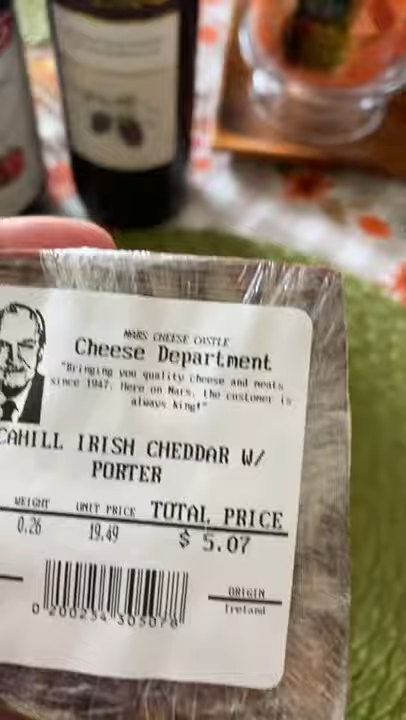 MARS CHEESE CASTLE
Cheese Department
"Bringing you quality cheese and meats
since 1947. Here on Mars, the customer is
always king!"
CAHILL IRISH CHEDDAR W/
PORTER
WEIGHT UNIT PRICE TOTAL PRICE
0.26 19.49 $ 5.07
ORIGIN
Ireland
0 200234 305078